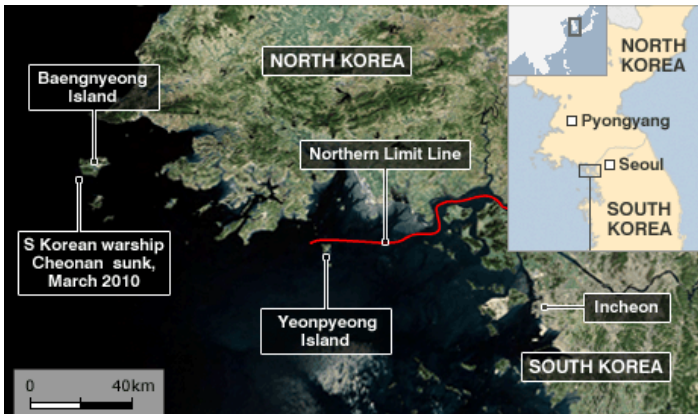 NORTH KOREA
Baengnyeong
Island
Northern Limit Line
S Korean warship
Cheonan sunk,
March 2010
Yeonpyeong
Island
Incheon
SOUTH KOREA
0 40km
NORTH
KOREA
Pyongyang
Seoul
SOUTH
KOREA